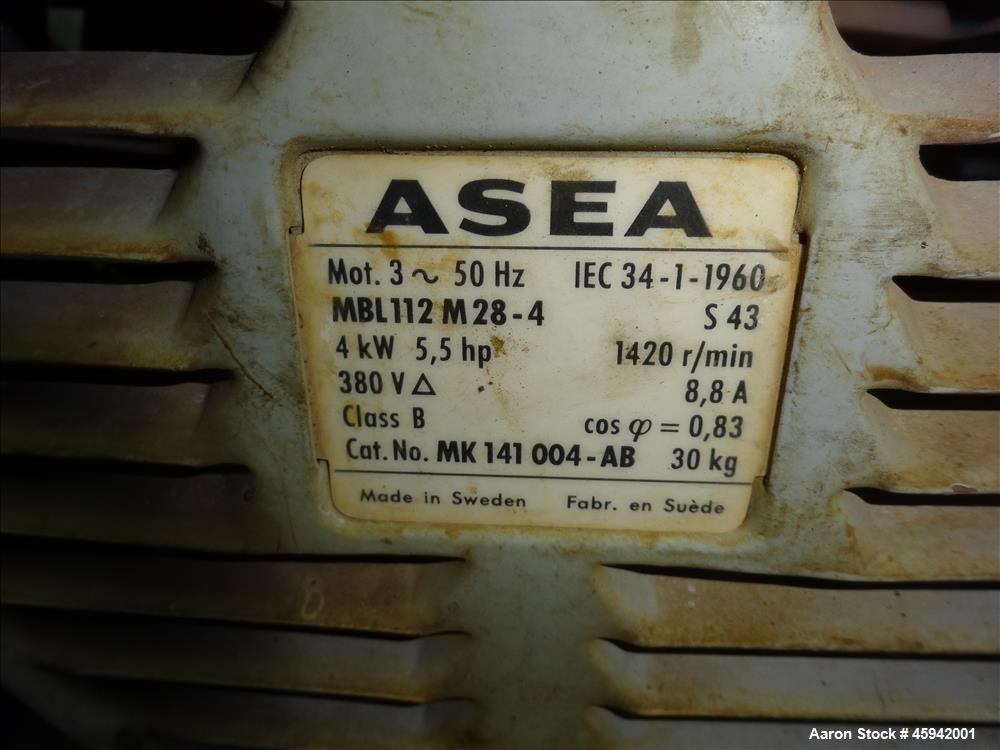 ASEA
Mot. 3 ~ 50 Hz IEC 34-1-1960
MBL112 M28-4 S 43
4 kW 5,5 hp 1420 r/min
380 V Δ 8,8 A
Class B cos φ = 0,83
Cat. No. MK 141 004-AB 30 kg
Made in Sweden Fabr. en Suède
Aaron Stock # 45942001